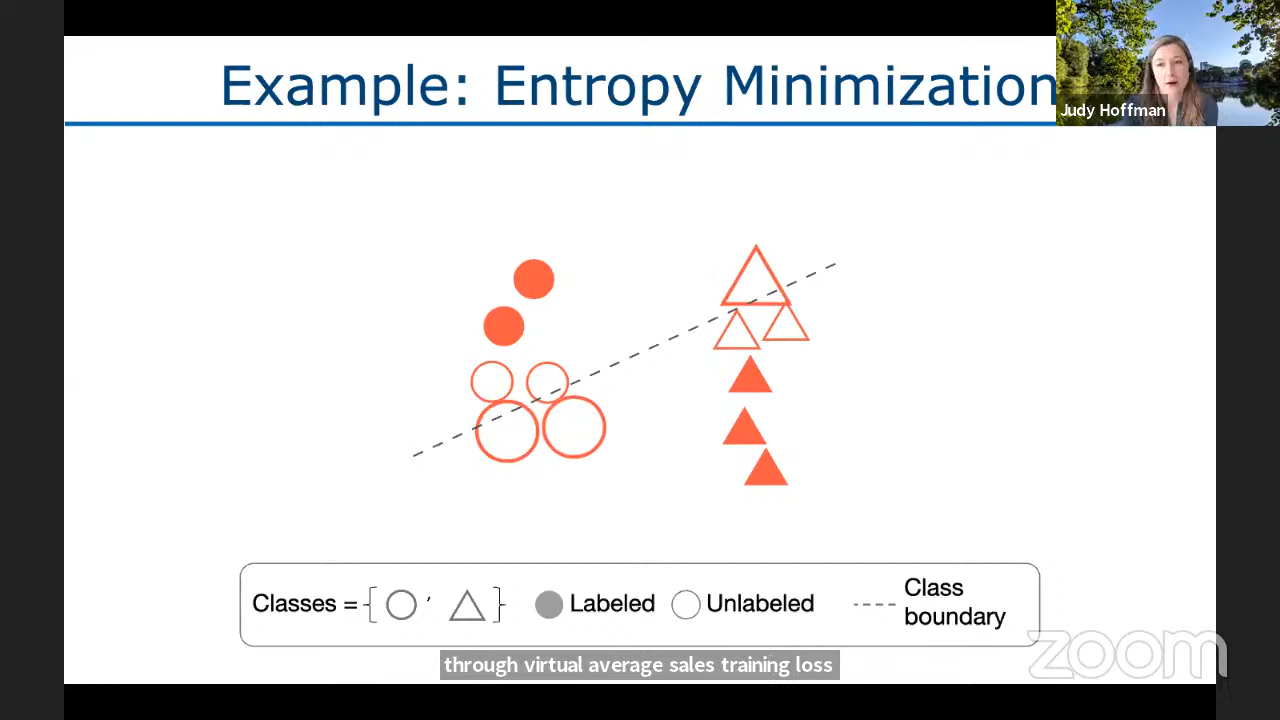 Example: Entropy Minimization
Judy Hoffman
Classes = { , }
Labeled
Unlabeled
Class
boundary
through virtual average sales training loss
zoom